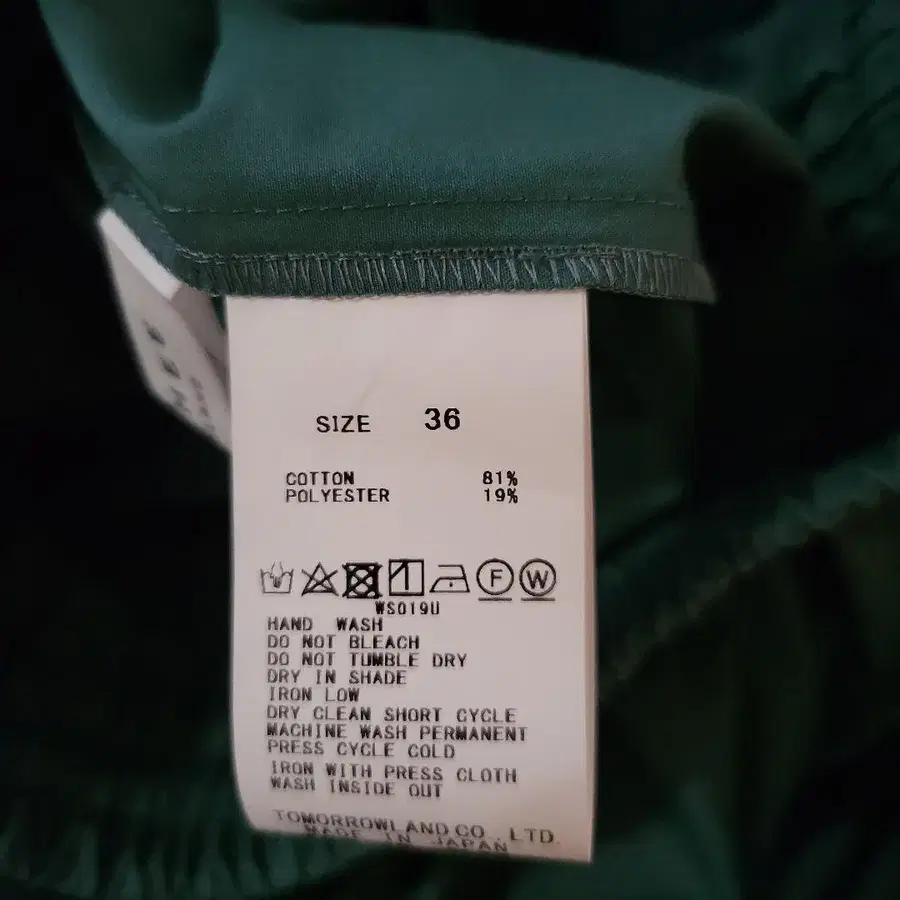 SIZE 36
COTTON 81%
POLYESTER 19%
F W
WS019U
HAND WASH
DO NOT BLEACH
DO NOT TUMBLE DRY
DRY IN SHADE
IRON LOW
DRY CLEAN SHORT CYCLE
MACHINE WASH PERMANENT
PRESS CYCLE COLD
IRON WITH PRESS CLOTH
WASH INSIDE OUT
TOMORROWLAND CO., LTD.
MADE IN JAPAN